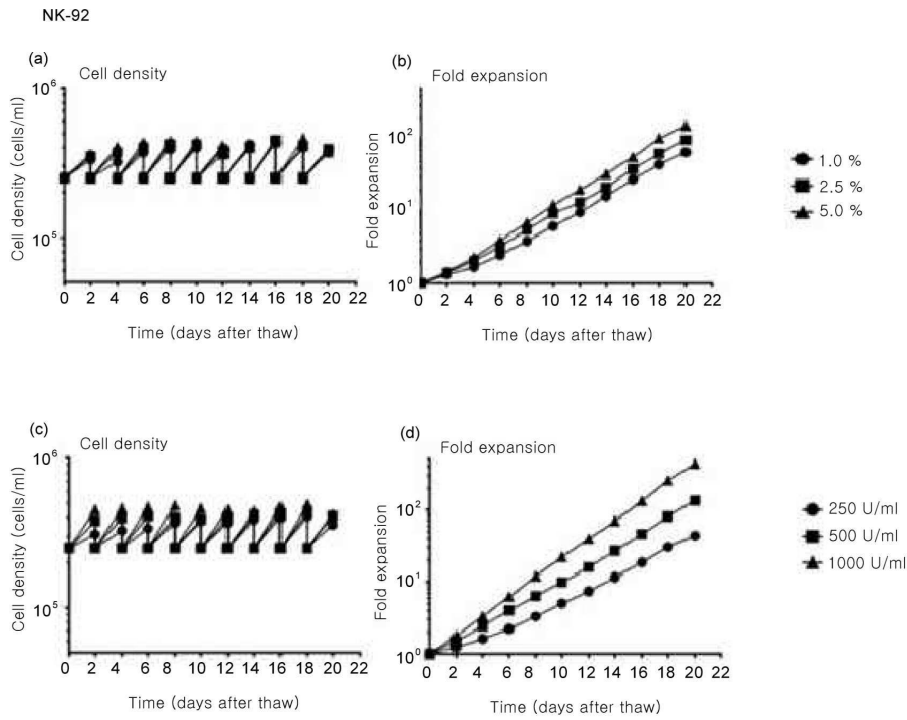 NK-92
(a) Cell density
Cell density (cells/ml)
10⁶
10⁵
0 2 4 6 8 10 12 14 16 18 20 22
Time (days after thaw)
(b) Fold expansion
Fold expansion
10²
10¹
10⁰
0 2 4 6 8 10 12 14 16 18 20 22
Time (days after thaw)
1.0 %
2.5 %
5.0 %
(c) Cell density
Cell density (cells/ml)
10⁶
10⁵
0 2 4 6 8 10 12 14 16 18 20 22
Time (days after thaw)
(d) Fold expansion
Fold expansion
10²
10¹
10⁰
0 2 4 6 8 10 12 14 16 18 20 22
Time (days after thaw)
250 U/ml
500 U/ml
1000 U/ml